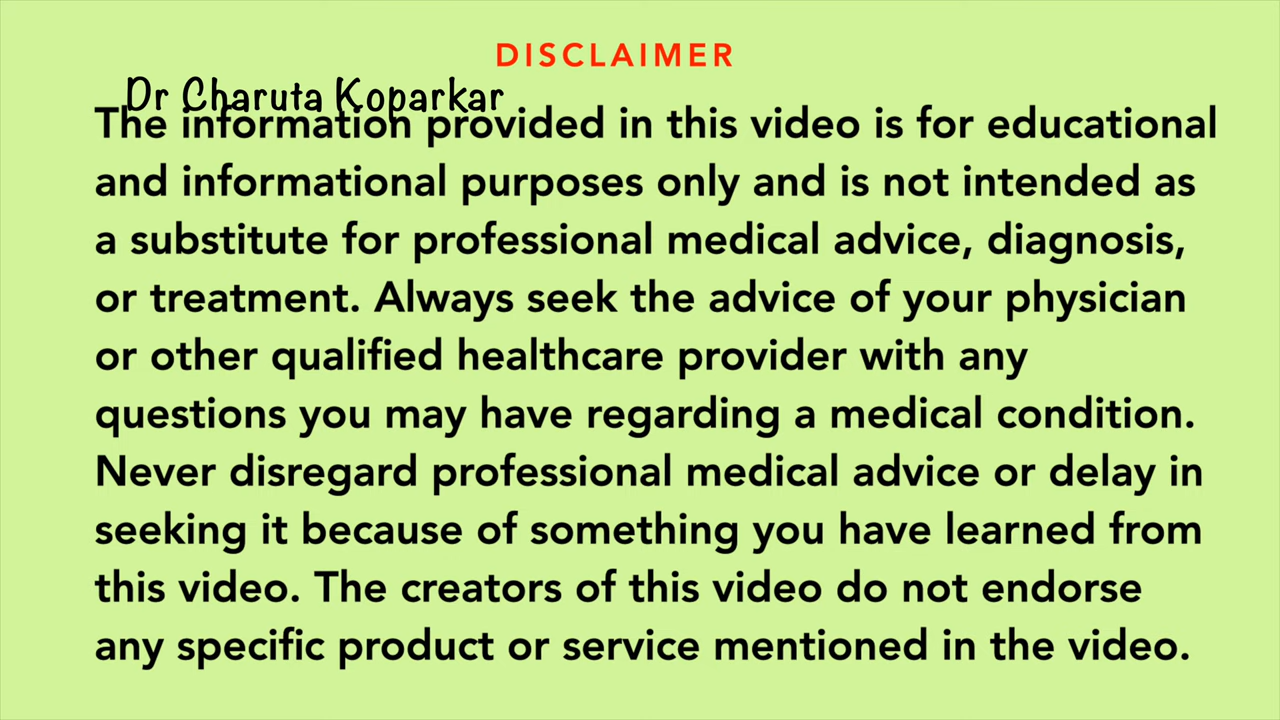 DISCLAIMER
Dr Charuta Koparkar
The information provided in this video is for educational
and informational purposes only and is not intended as
a substitute for professional medical advice, diagnosis,
or treatment. Always seek the advice of your physician
or other qualified healthcare provider with any
questions you may have regarding a medical condition.
Never disregard professional medical advice or delay in
seeking it because of something you have learned from
this video. The creators of this video do not endorse
any specific product or service mentioned in the video.